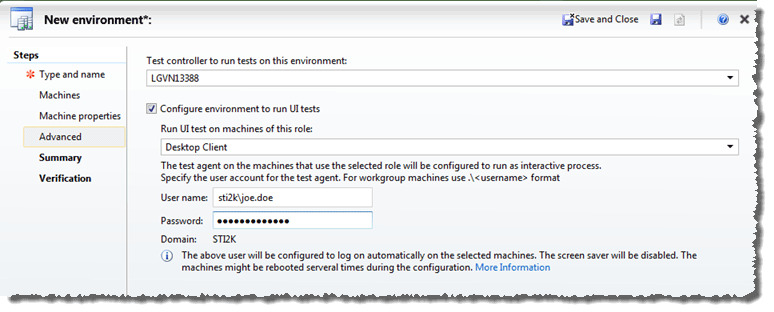 New environment*:
Save and Close
Steps
* Type and name
Machines
Machine properties
Advanced
Summary
Verification
Test controller to run tests on this environment:
LGVN13388
Configure environment to run UI tests
Run UI test on machines of this role:
Desktop Client
The test agent on the machines that use the selected role will be configured to run as interactive process.
Specify the user account for the test agent. For workgroup machines use .\<username> format
User name: sti2k\joe.doe
Password: ●●●●●●●●●●●●●
Domain: STI2K
The above user will be configured to log on automatically on the selected machines. The screen saver will be disabled. The
machines might be rebooted serveral times during the configuration. More Information